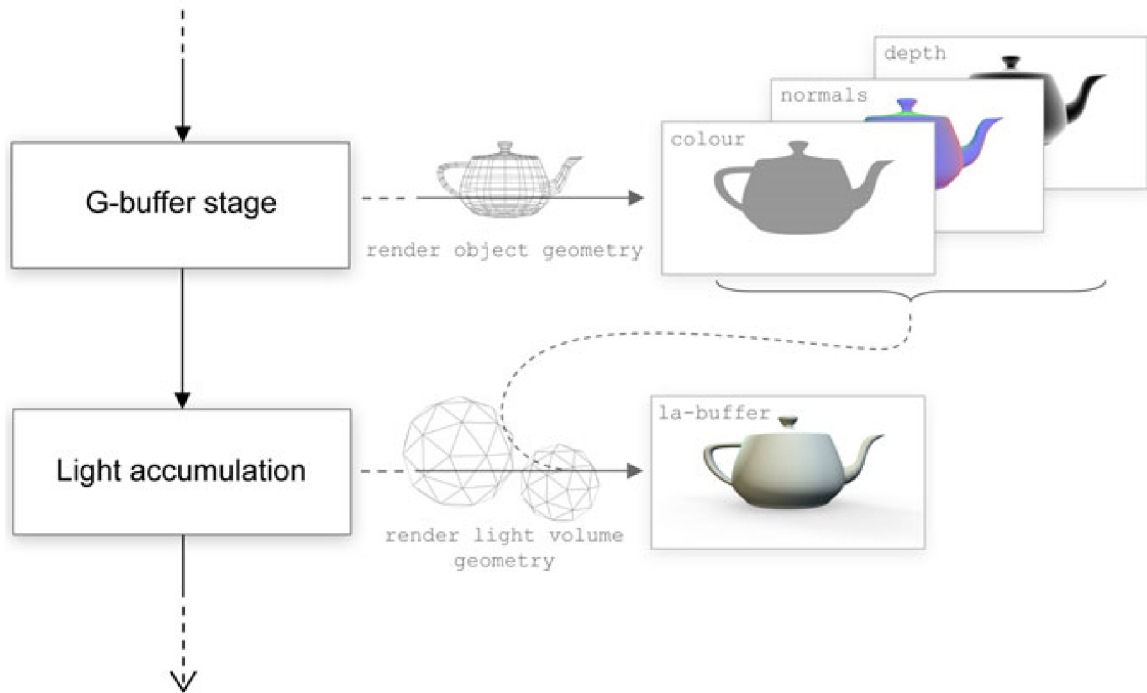 depth
normals
colour
G-buffer stage
render object geometry
la-buffer
Light accumulation
render light volume
geometry